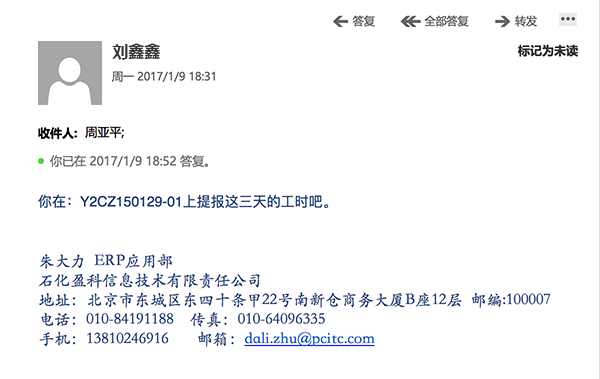 答复 全部答复 转发
刘鑫鑫 标记为未读
周一 2017/1/9 18:31
收件人: 周亚平;
你已在 2017/1/9 18:52 答复。
你在：Y2CZ150129-01上提报这三天的工时吧。
朱大力 ERP应用部
石化盈科信息技术有限责任公司
地址：北京市东城区东四十条甲22号南新仓商务大厦B座12层 邮编:100007
电话：010-84191188 传真：010-64096335
手机：13810246916 邮箱：dali.zhu@pcitc.com